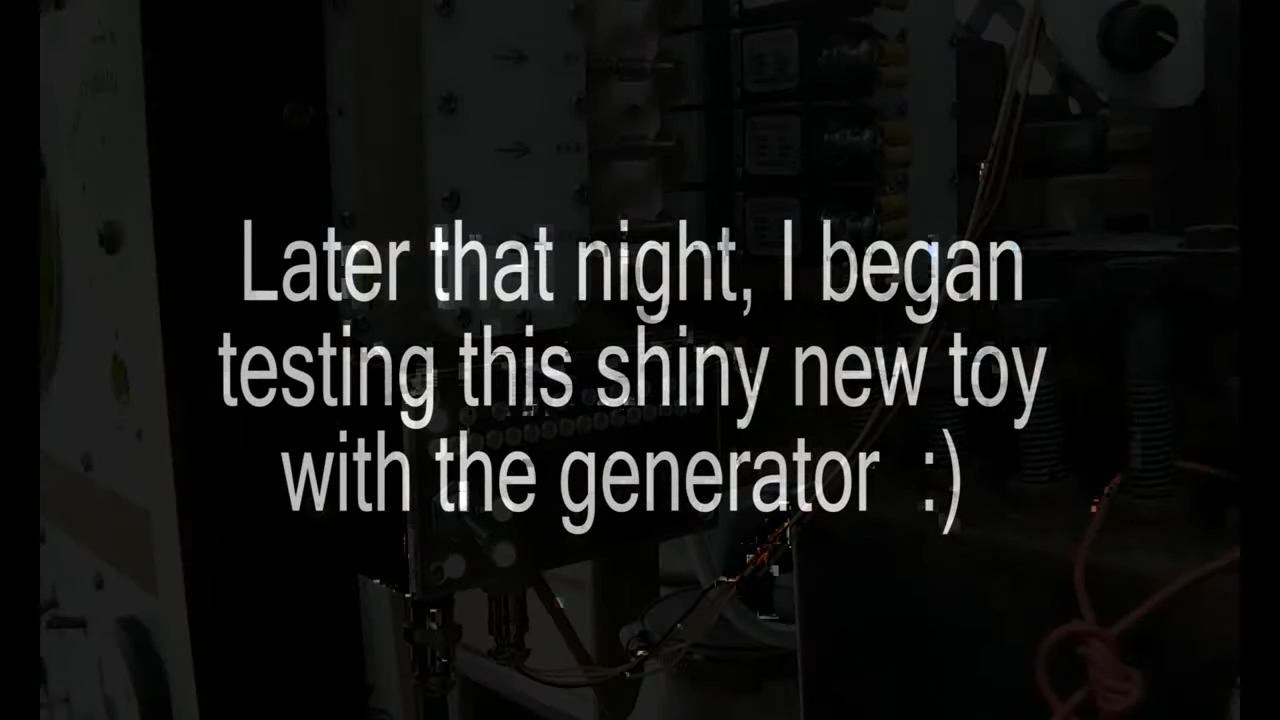 Later that night, I began
testing this shiny new toy
with the generator  :)